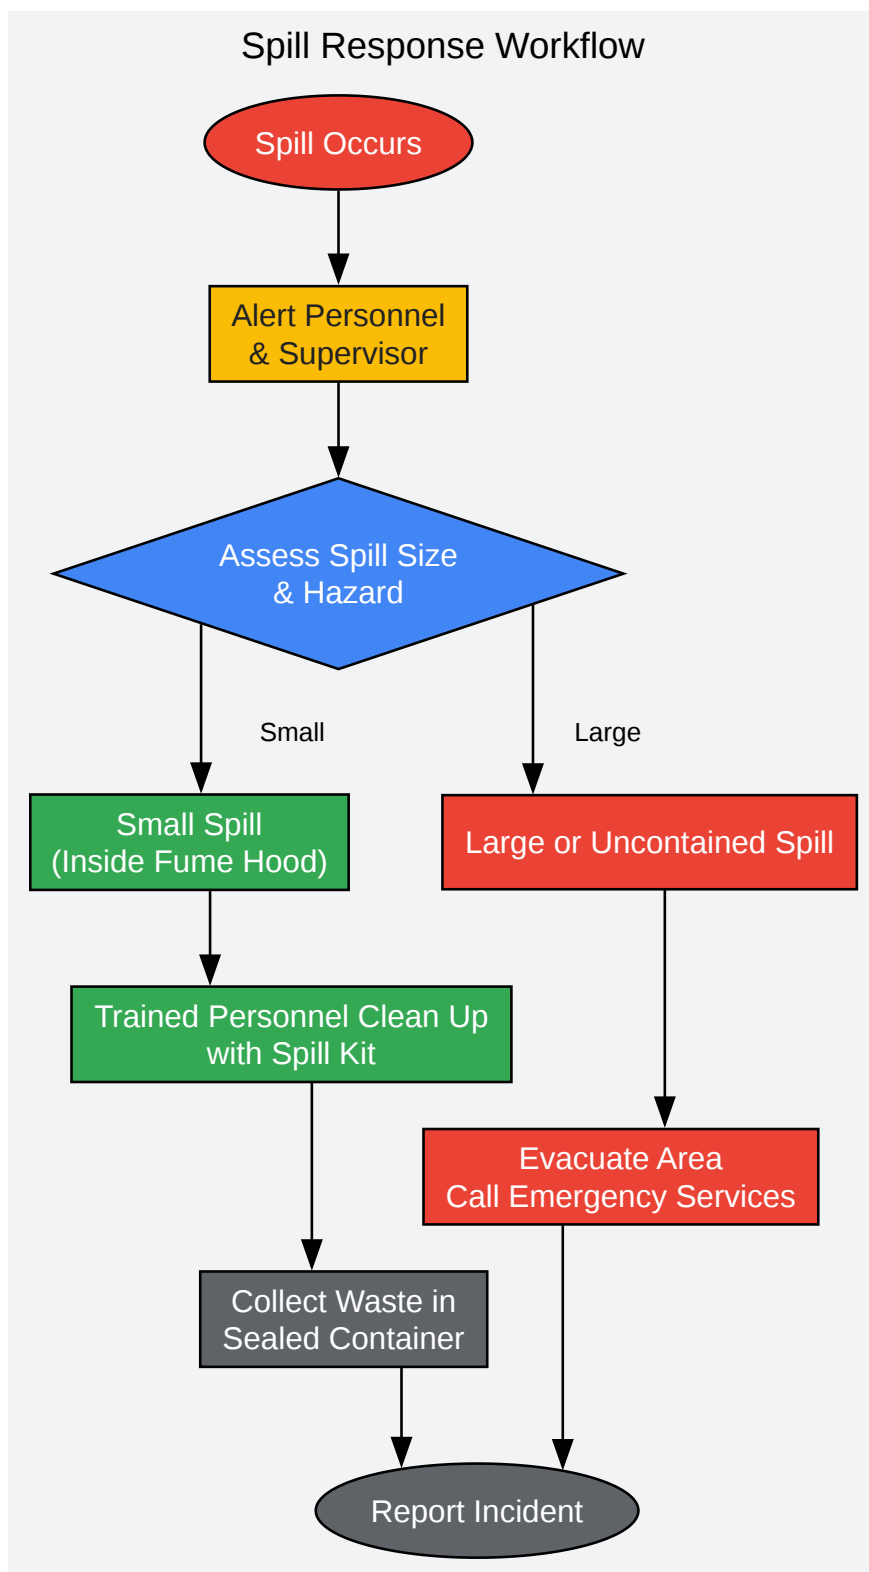 Spill Response Workflow
Spill Occurs
Alert Personnel
& Supervisor
Assess Spill Size
& Hazard
Small
Large
Small Spill
(Inside Fume Hood)
Large or Uncontained Spill
Trained Personnel Clean Up
with Spill Kit
Evacuate Area
Call Emergency Services
Collect Waste in
Sealed Container
Report Incident